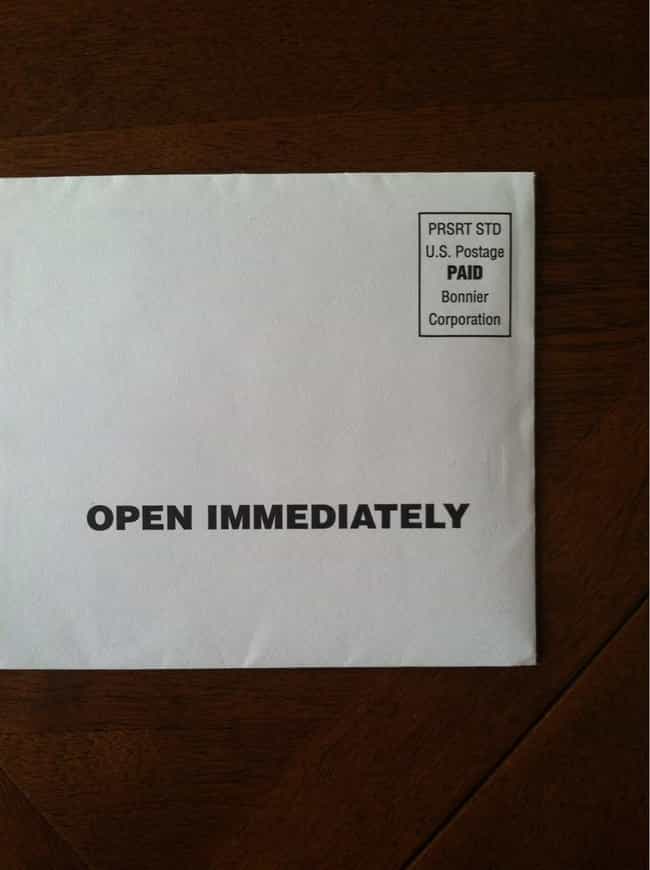 PRSRT STD
U.S. Postage
PAID
Bonnier
Corporation
OPEN IMMEDIATELY